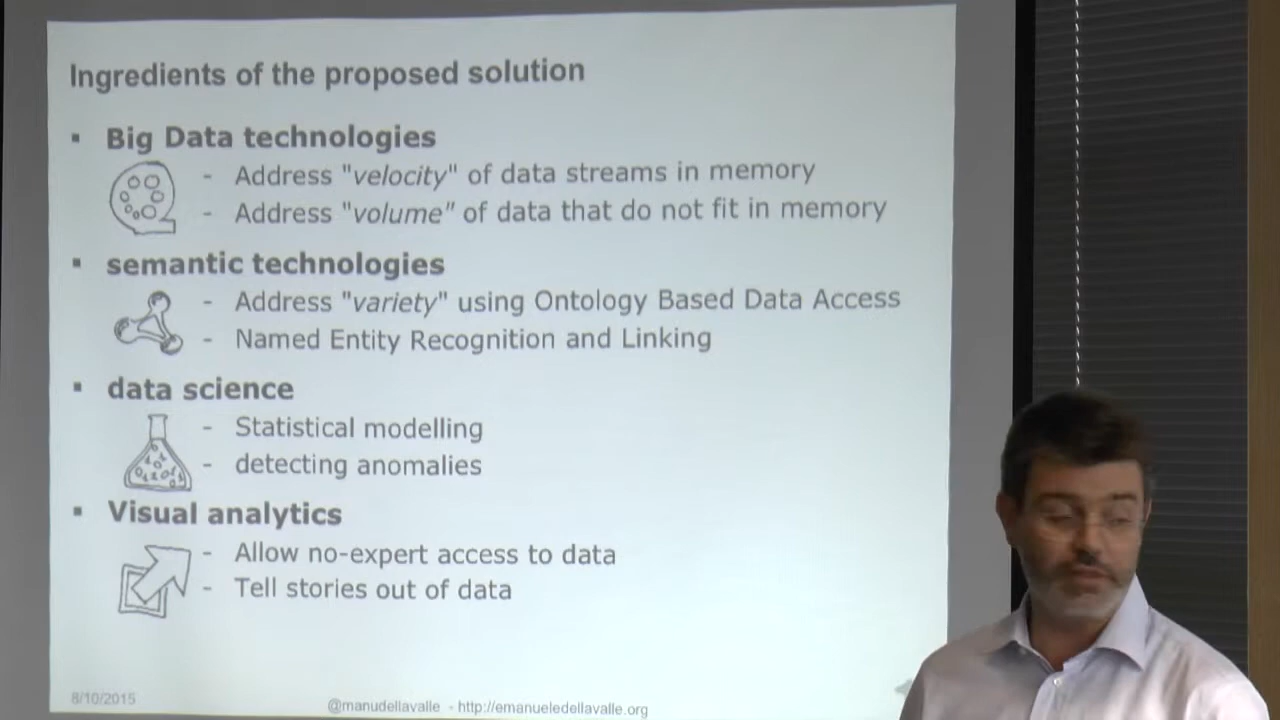 Ingredients of the proposed solution
▪ Big Data technologies
- Address "velocity" of data streams in memory
- Address "volume" of data that do not fit in memory
▪ semantic technologies
- Address "variety" using Ontology Based Data Access
- Named Entity Recognition and Linking
▪ data science
- Statistical modelling
- detecting anomalies
▪ Visual analytics
- Allow no-expert access to data
- Tell stories out of data
8/10/2015
@manudellavalle - http://emanueledellavalle.org